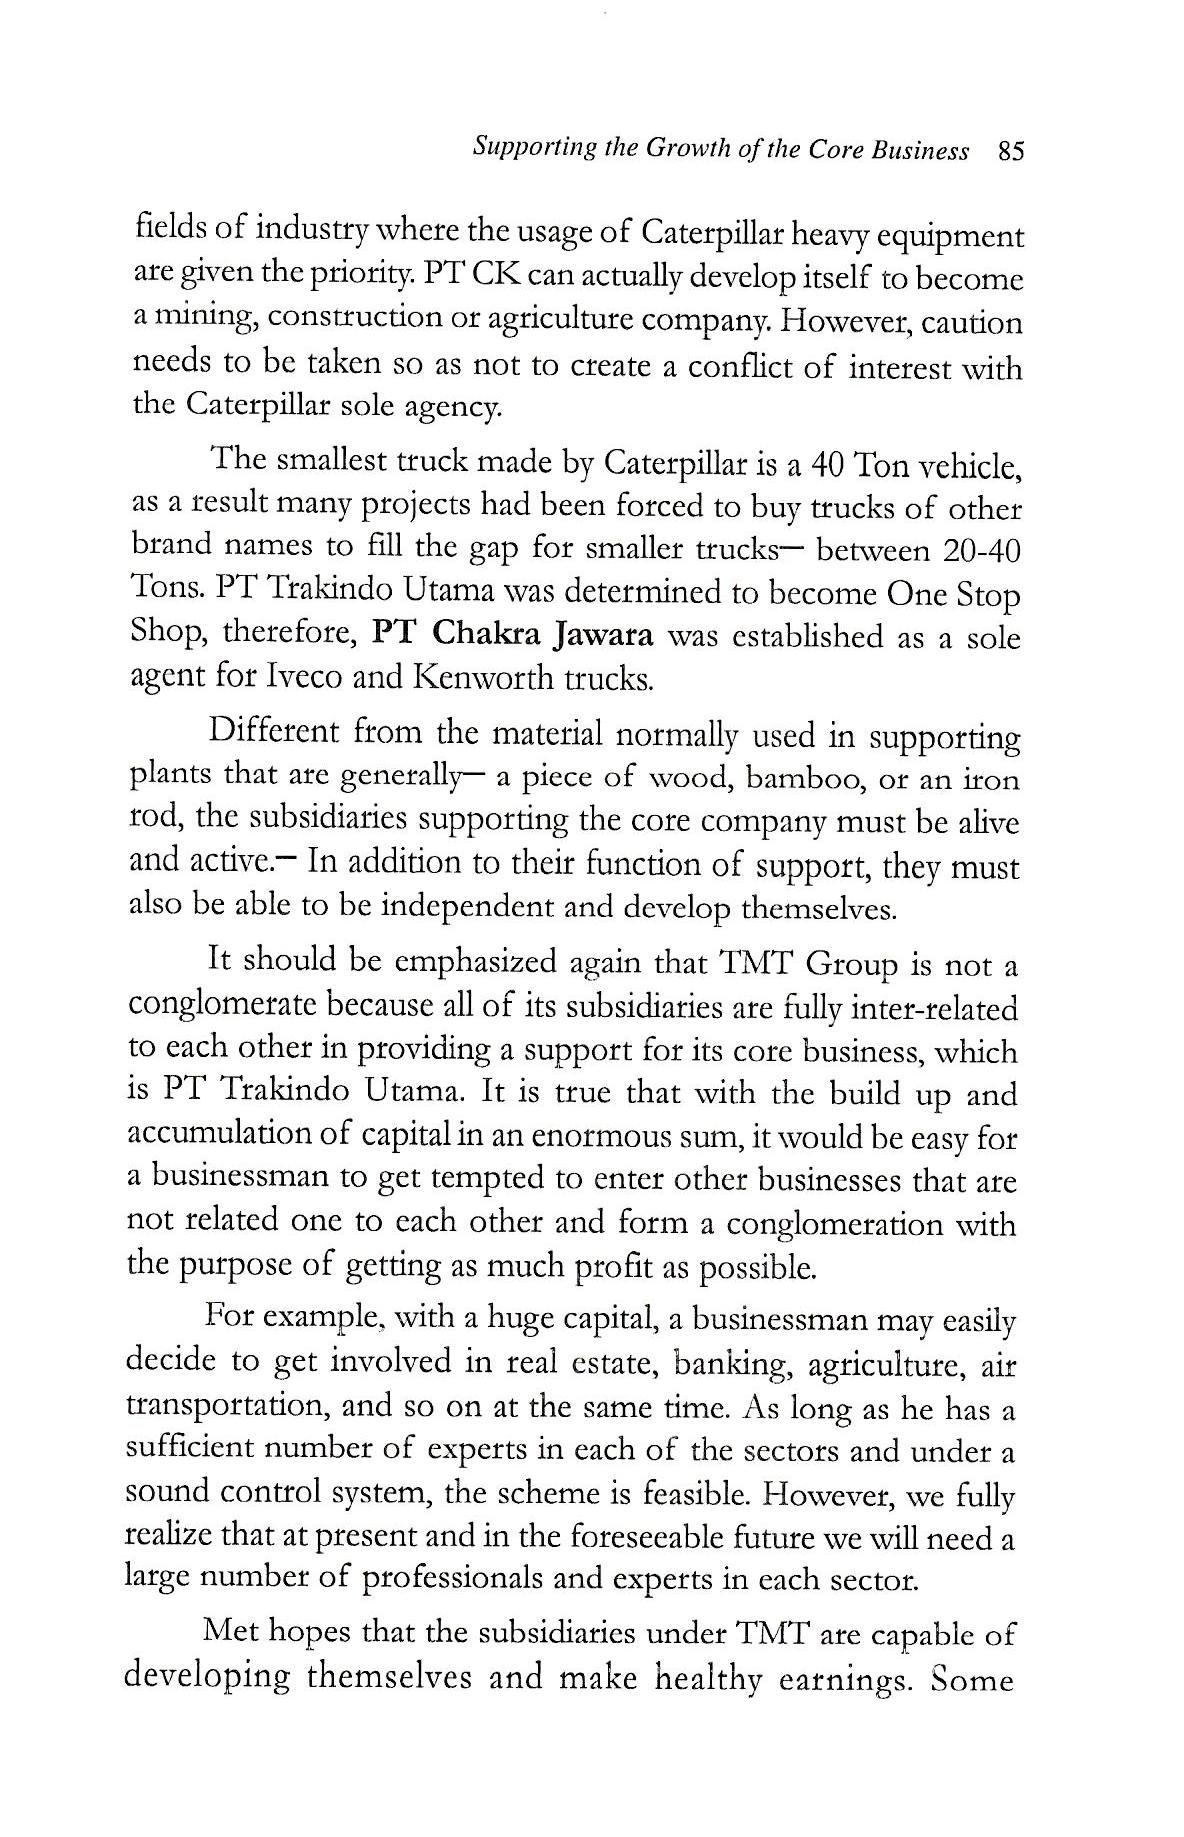 Supporting the Growth of the Core Business 85
fields of industry where the usage of Caterpillar heavy equipment
are given the priority. PT CK can actually develop itself to become
a mining, construction or agriculture company. However, caution
needs to be taken so as not to create a conflict of interest with
the Caterpillar sole agency.
The smallest truck made by Caterpillar is a 40 Ton vehicle,
as a result many projects had been forced to buy trucks of other
brand names to fill the gap for smaller trucks— between 20-40
Tons. PT Trakindo Utama was determined to become One Stop
Shop, therefore, PT Chakra Jawara was established as a sole
agent for Iveco and Kenworth trucks.
Different from the material normally used in supporting
plants that are generally— a piece of wood, bamboo, or an iron
rod, the subsidiaries supporting the core company must be alive
and active.— In addition to their function of support, they must
also be able to be independent and develop themselves.
It should be emphasized again that TMT Group is not a
conglomerate because all of its subsidiaries are fully inter-related
to each other in providing a support for its core business, which
is PT Trakindo Utama. It is true that with the build up and
accumulation of capital in an enormous sum, it would be easy for
a businessman to get tempted to enter other businesses that are
not related one to each other and form a conglomeration with
the purpose of getting as much profit as possible.
For example, with a huge capital, a businessman may easily
decide to get involved in real estate, banking, agriculture, air
transportation, and so on at the same time. As long as he has a
sufficient number of experts in each of the sectors and under a
sound control system, the scheme is feasible. However, we fully
realize that at present and in the foreseeable future we will need a
large number of professionals and experts in each sector.
Met hopes that the subsidiaries under TMT are capable of
developing themselves and make healthy earnings. Some